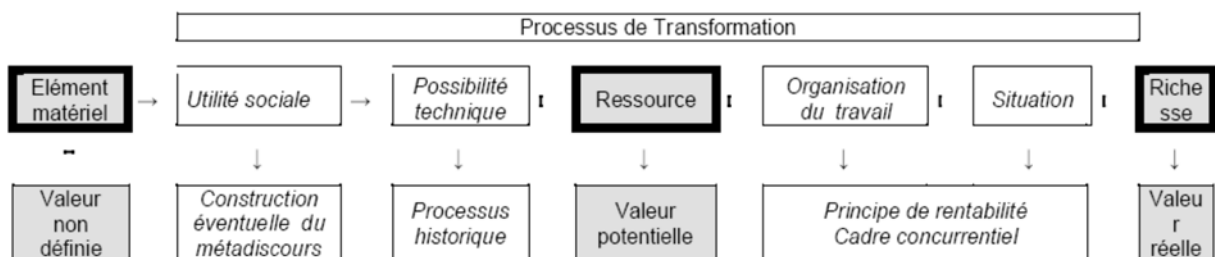 Processus de Transformation
Elément
matériel
→
Utilité sociale
→
Possibilité
technique
Ressource
Organisation
du travail
Situation
Riche
sse
↓
↓
↓
↓
↓
↓
Valeur
non
définie
Construction
éventuelle du
métadiscours
Processus
historique
Valeur
potentielle
Principe de rentabilité
Cadre concurrentiel
Valeu
r
réelle